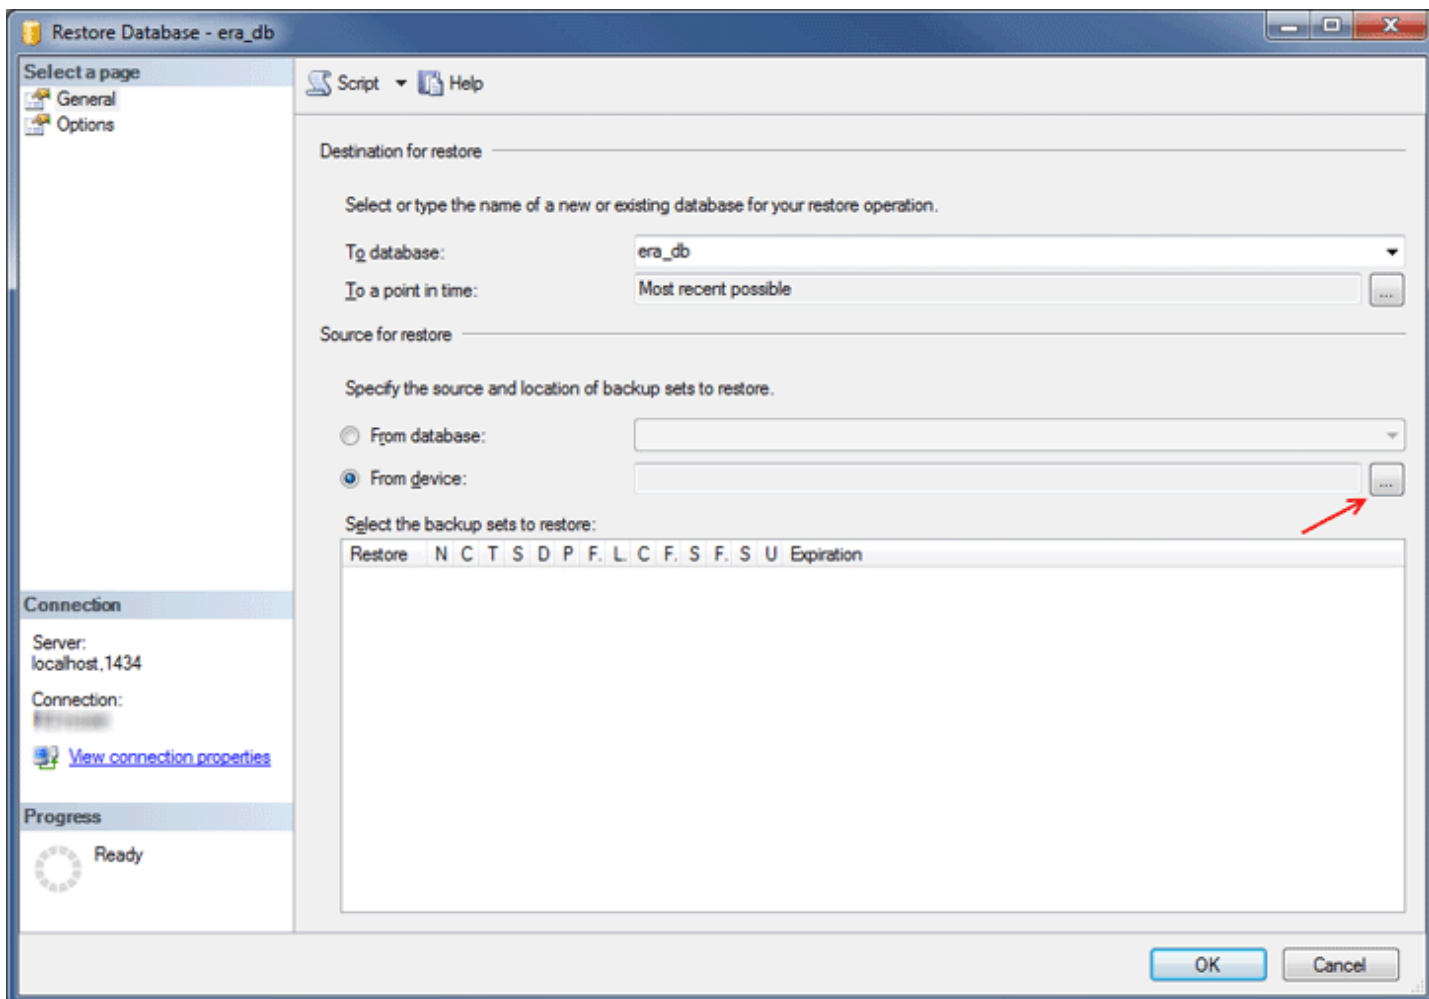 Restore Database - era_db
Select a page
General
Options
Script
Help
Destination for restore
Select or type the name of a new or existing database for your restore operation.
To database:
era_db
To a point in time:
Most recent possible
...
Source for restore
Specify the source and location of backup sets to restore.
From database:
From device:
...
Select the backup sets to restore:
Restore N C T S D P F. L. C F. S F. S U Expiration
Connection
Server:
localhost,1434
Connection:
View connection properties
Progress
Ready
OK
Cancel